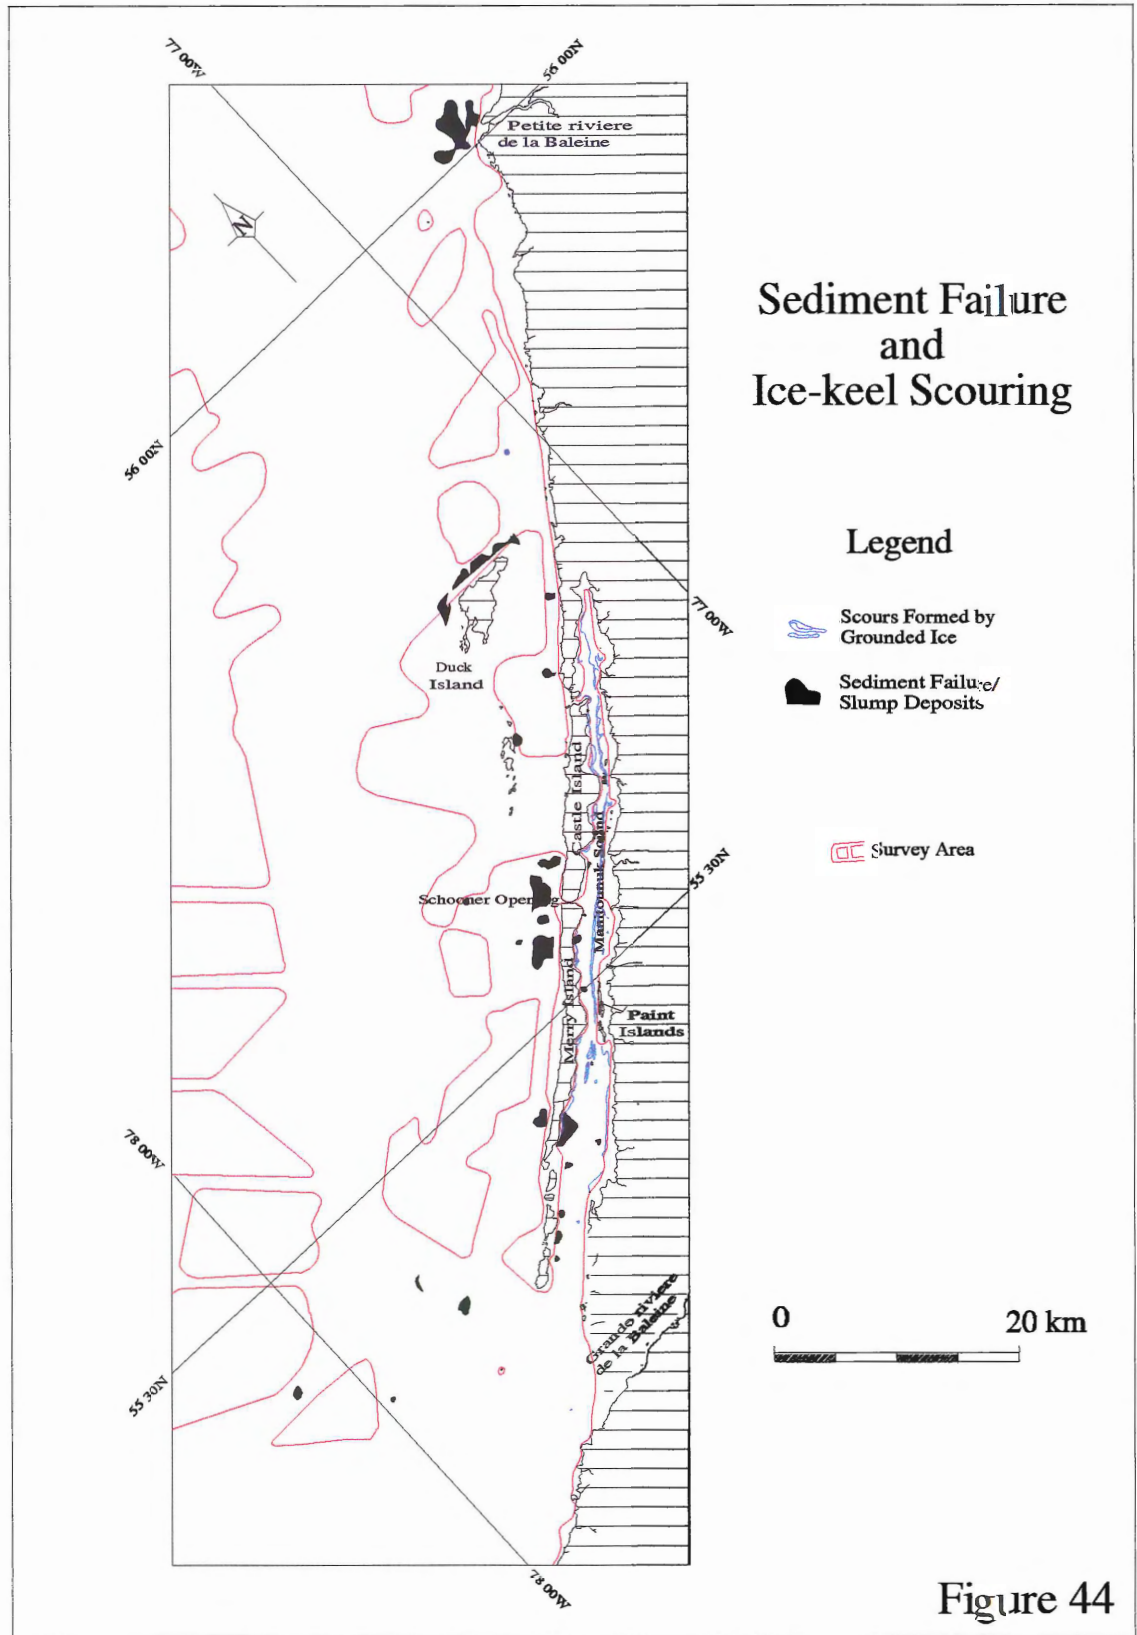 77 00W
56 00N
Petite riviere
de la Baleine
N
Sediment Failure
and
Ice-keel Scouring
56 00N
Legend
77 00W
Scours Formed by
Grounded Ice
Duck
Island
Sediment Failure/
Slump Deposits
Castle Island
Manitounuk Sound
Survey Area
55 30N
Schooner Opening
Merry Island
Paint
Islands
78 00W
Grande riviere
de la Baleine
0 20 km
55 30N
78 00W
Figure 44